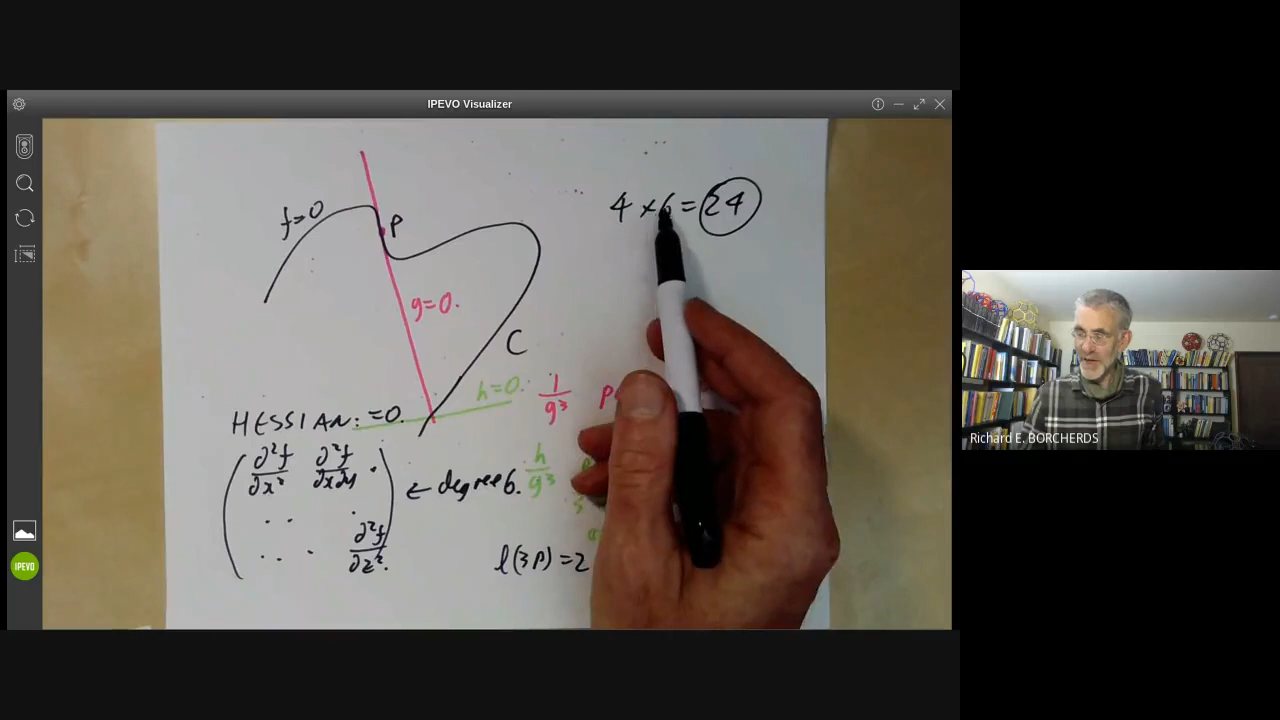 IPEVO Visualizer
4 × 6 = 24
f=0
P
g=0.
C
h=0.
1/g³
HESSIAN: =0.
∂²f/∂x² ∂²f/∂x∂y .
. . .
. . . ∂²f/∂z².
← degree 6.
h/g³
l(3P) = 2
IPEVO
Richard E. BORCHERDS